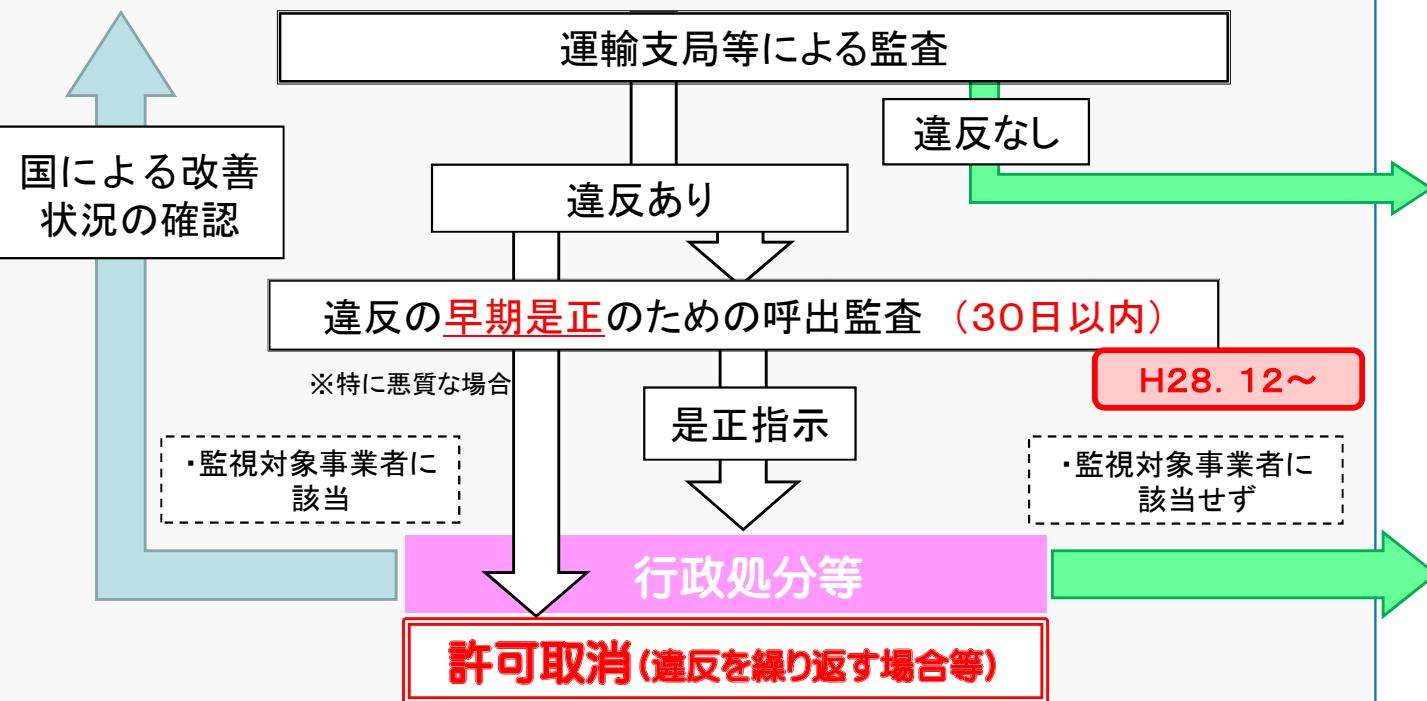 運輸支局等による監査
違反なし
国による改善
状況の確認
違反あり
違反の早期是正のための呼出監査 （30日以内）
H28. 12～
※特に悪質な場合
是正指示
・監視対象事業者に
該当
・監視対象事業者に
該当せず
行政処分等
許可取消(違反を繰り返す場合等)